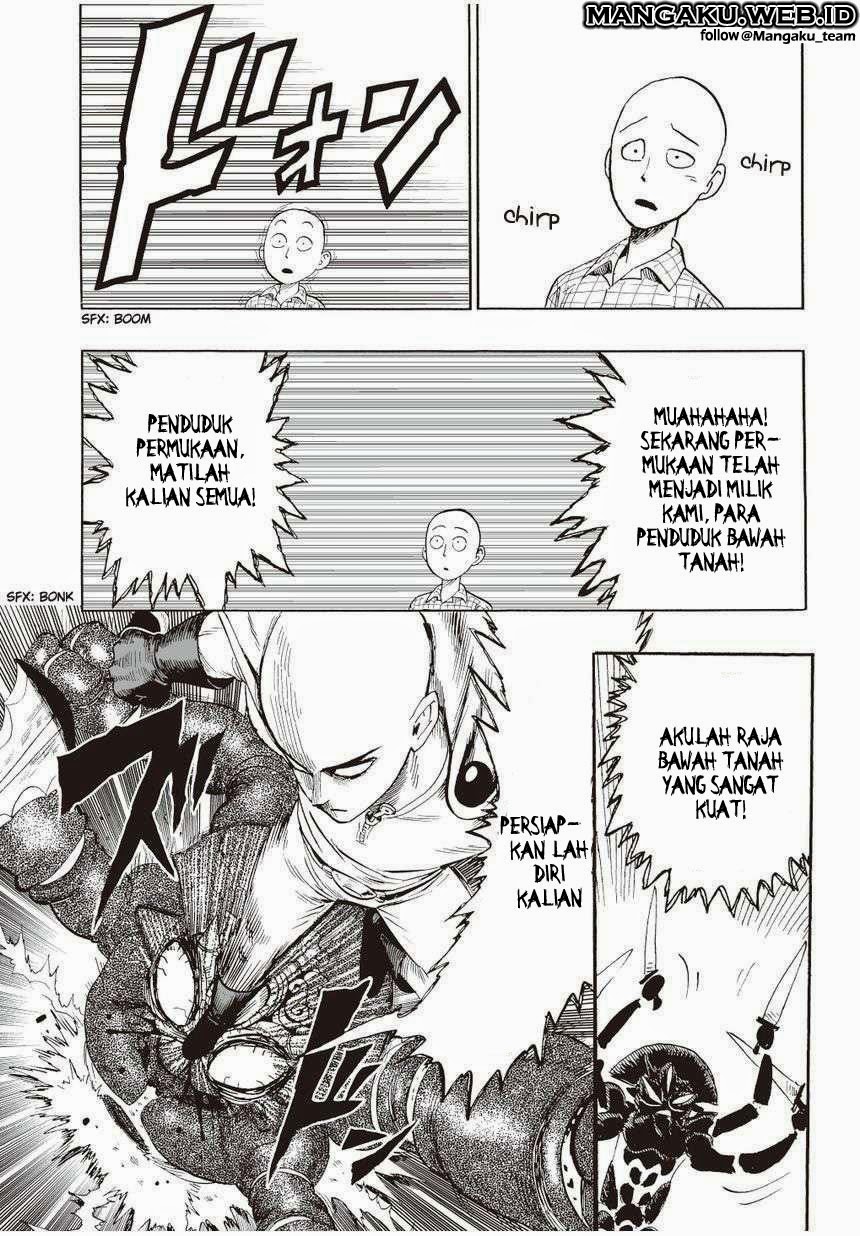 MANGAKU.WEB.ID
follow @Mangaku_team
chirp
chirp
ドォン
SFX: BOOM
MUAHAHAHA!
SEKARANG PER-
MUKAAN TELAH
MENJADI MILIK
KAMI, PARA
PENDUDUK BAWAH
TANAH!
PENDUDUK
PERMUKAAN,
MATILAH
KALIAN SEMUA!
SFX: BONK
AKULAH RAJA
BAWAH TANAH
YANG SANGAT
KUAT!
PERSIAP-
KAN LAH
DIRI
KALIAN
ズ
ドッ